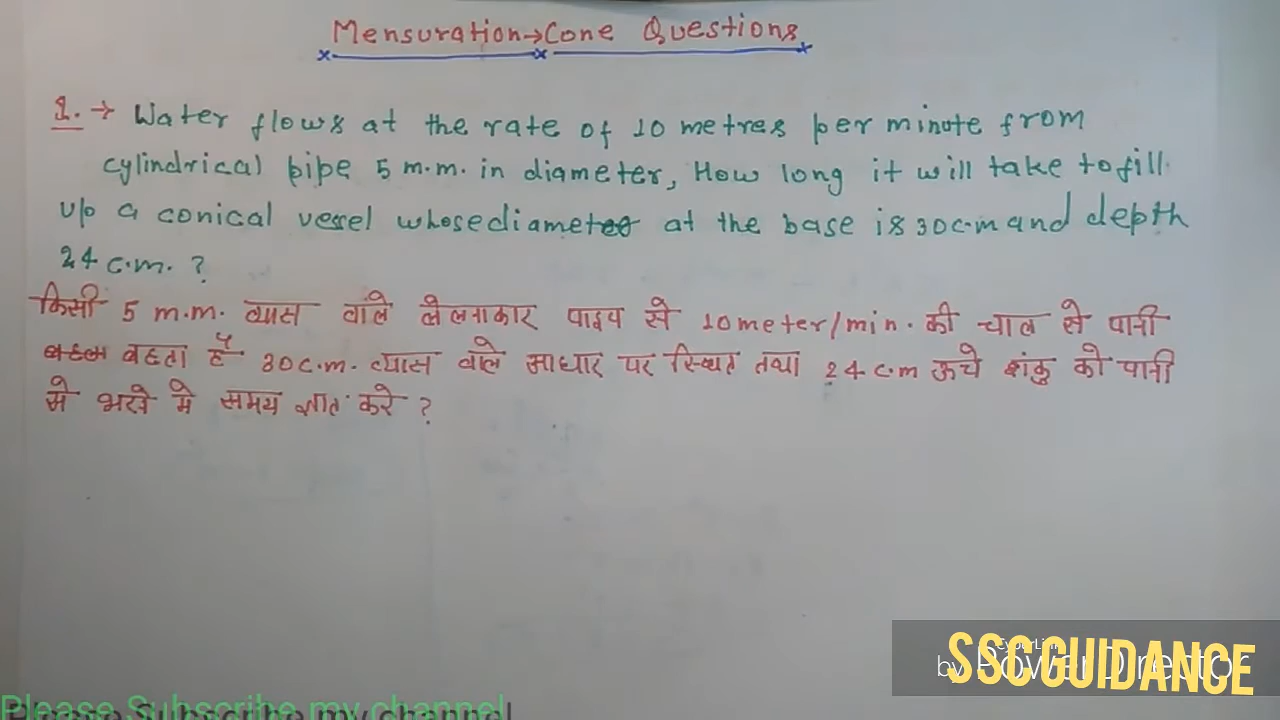 Mensuration→Cone Questions
1.→ Water flows at the rate of 10 metres per minute from
cylindrical pipe 5 m.m. in diameter, How long it will take to fill
up a conical vessel whose diameter at the base is 30 c.m and depth
24 c.m. ?
किसी 5 m.m. व्यास वाले बेलनाकार पाइप से 10 meter/min. की चाल से पानी
बहता है 30 c.m. व्यास वाले आधार पर स्थित तथा 24 c.m ऊचे शंकु को पानी
से भरने मे समय ज्ञात करे ?
SSCGUIDANCE
by PowerDirector
Please Subscribe my channel